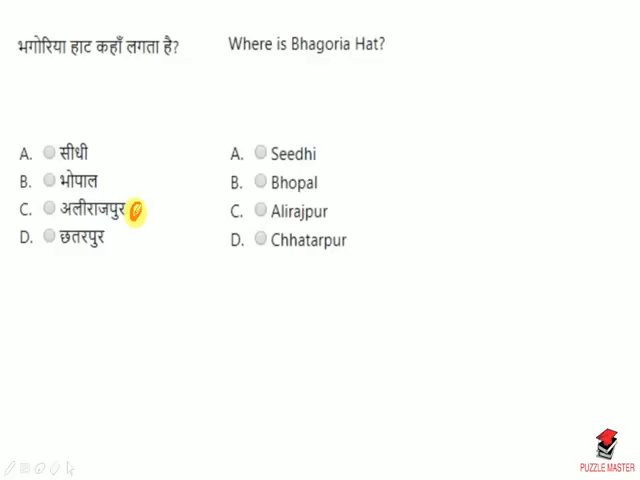 भगोरिया हाट कहाँ लगता है?
Where is Bhagoria Hat?
A. सीधी
B. भोपाल
C. अलीराजपुर
D. छतरपुर
A. Seedhi
B. Bhopal
C. Alirajpur
D. Chhatarpur
PUZZLE MASTER